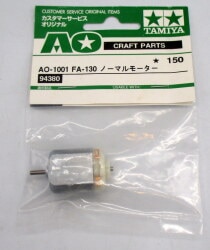 CUSTOMER SERVICE ORIGINAL ITEMS
カスタマーサービス
オリジナル
TAMIYA
AO
CRAFT PARTS
★ 150
AO-1001 FA-130 ノーマルモーター
94380